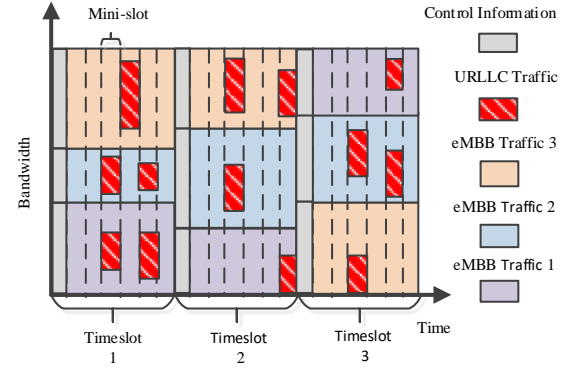 Mini-slot
Control Information
URLLC Traffic
eMBB Traffic 3
eMBB Traffic 2
eMBB Traffic 1
Bandwidth
Time
Timeslot
1
Timeslot
2
Timeslot
3